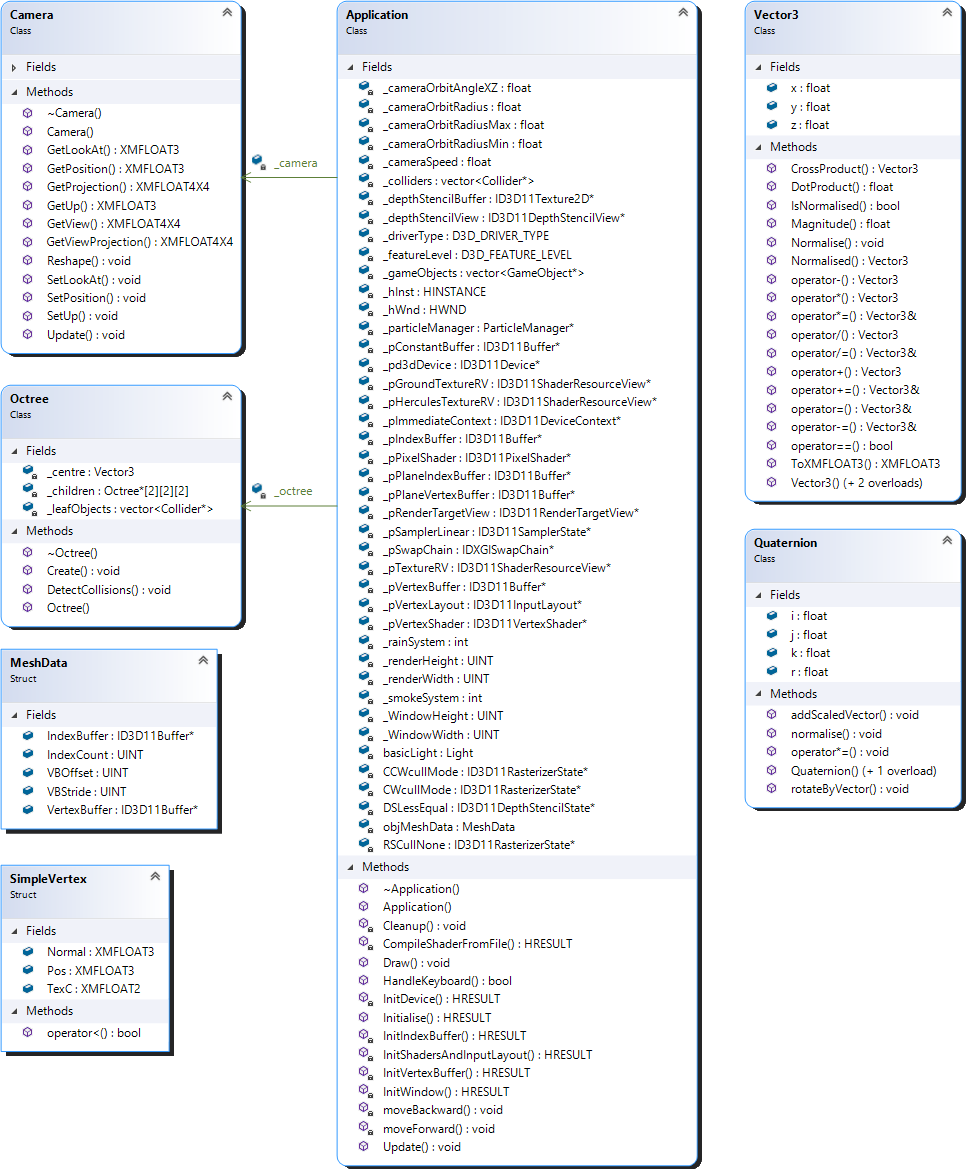 Camera
Class
Fields
Methods
~Camera()
Camera()
GetLookAt() : XMFLOAT3
GetPosition() : XMFLOAT3
GetProjection() : XMFLOAT4X4
GetUp() : XMFLOAT3
GetView() : XMFLOAT4X4
GetViewProjection() : XMFLOAT4X4
Reshape() : void
SetLookAt() : void
SetPosition() : void
SetUp() : void
Update() : void
Octree
Class
Fields
_centre : Vector3
_children : Octree*[2][2][2]
_leafObjects : vector<Collider*>
Methods
~Octree()
Create() : void
DetectCollisions() : void
Octree()
MeshData
Struct
Fields
IndexBuffer : ID3D11Buffer*
IndexCount : UINT
VBOffset : UINT
VBStride : UINT
VertexBuffer : ID3D11Buffer*
SimpleVertex
Struct
Fields
Normal : XMFLOAT3
Pos : XMFLOAT3
TexC : XMFLOAT2
Methods
operator<() : bool
_camera
_octree
Application
Class
Fields
_cameraOrbitAngleXZ : float
_cameraOrbitRadius : float
_cameraOrbitRadiusMax : float
_cameraOrbitRadiusMin : float
_cameraSpeed : float
_colliders : vector<Collider*>
_depthStencilBuffer : ID3D11Texture2D*
_depthStencilView : ID3D11DepthStencilView*
_driverType : D3D_DRIVER_TYPE
_featureLevel : D3D_FEATURE_LEVEL
_gameObjects : vector<GameObject*>
_hInst : HINSTANCE
_hWnd : HWND
_particleManager : ParticleManager*
_pConstantBuffer : ID3D11Buffer*
_pd3dDevice : ID3D11Device*
_pGroundTextureRV : ID3D11ShaderResourceView*
_pHerculesTextureRV : ID3D11ShaderResourceView*
_pImmediateContext : ID3D11DeviceContext*
_pIndexBuffer : ID3D11Buffer*
_pPixelShader : ID3D11PixelShader*
_pPlaneIndexBuffer : ID3D11Buffer*
_pPlaneVertexBuffer : ID3D11Buffer*
_pRenderTargetView : ID3D11RenderTargetView*
_pSamplerLinear : ID3D11SamplerState*
_pSwapChain : IDXGISwapChain*
_pTextureRV : ID3D11ShaderResourceView*
_pVertexBuffer : ID3D11Buffer*
_pVertexLayout : ID3D11InputLayout*
_pVertexShader : ID3D11VertexShader*
_rainSystem : int
_renderHeight : UINT
_renderWidth : UINT
_smokeSystem : int
_WindowHeight : UINT
_WindowWidth : UINT
basicLight : Light
CCWcullMode : ID3D11RasterizerState*
CWcullMode : ID3D11RasterizerState*
DSLessEqual : ID3D11DepthStencilState*
objMeshData : MeshData
RSCullNone : ID3D11RasterizerState*
Methods
~Application()
Application()
Cleanup() : void
CompileShaderFromFile() : HRESULT
Draw() : void
HandleKeyboard() : bool
InitDevice() : HRESULT
Initialise() : HRESULT
InitIndexBuffer() : HRESULT
InitShadersAndInputLayout() : HRESULT
InitVertexBuffer() : HRESULT
InitWindow() : HRESULT
moveBackward() : void
moveForward() : void
Update() : void
Vector3
Class
Fields
x : float
y : float
z : float
Methods
CrossProduct() : Vector3
DotProduct() : float
IsNormalised() : bool
Magnitude() : float
Normalise() : void
Normalised() : Vector3
operator-() : Vector3
operator*() : Vector3
operator*=() : Vector3&
operator/() : Vector3
operator/=() : Vector3&
operator+() : Vector3
operator+=() : Vector3&
operator=() : Vector3&
operator-=() : Vector3&
operator==() : bool
ToXMFLOAT3() : XMFLOAT3
Vector3() (+ 2 overloads)
Quaternion
Class
Fields
i : float
j : float
k : float
r : float
Methods
addScaledVector() : void
normalise() : void
operator*=() : void
Quaternion() (+ 1 overload)
rotateByVector() : void